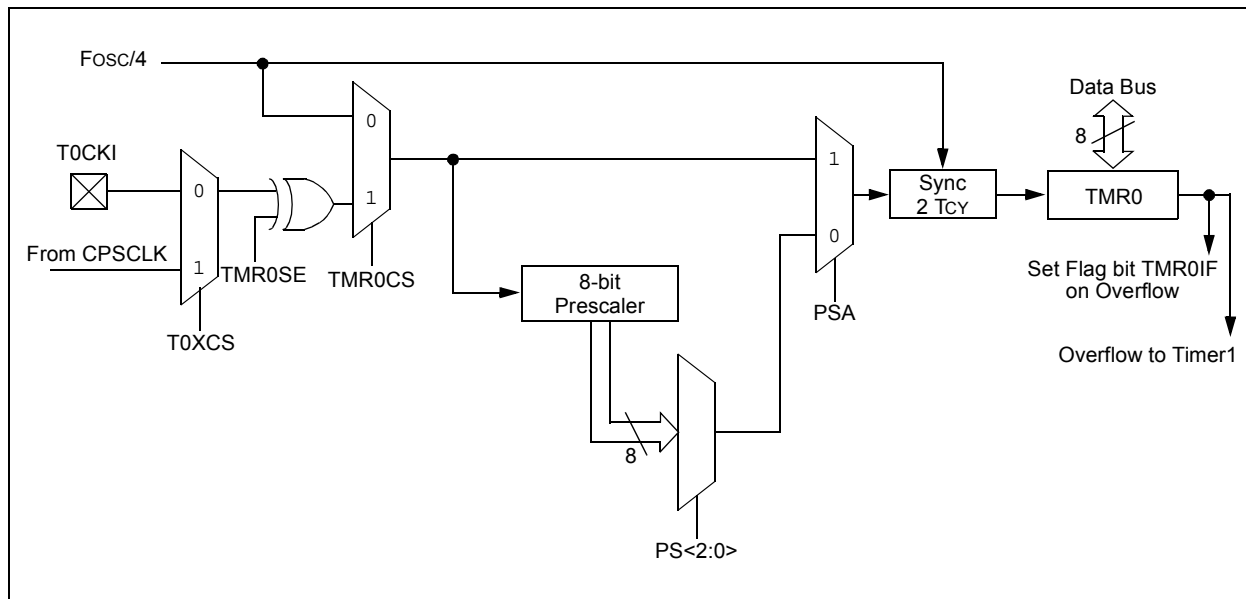 FOSC/4
Data Bus
8
T0CKI
0
1
0
1
0
1
Sync
2 TCY
TMR0
From CPSCLK
TMR0SE
TMR0CS
T0XCS
8-bit
Prescaler
PSA
Set Flag bit TMR0IF
on Overflow
Overflow to Timer1
8
PS<2:0>